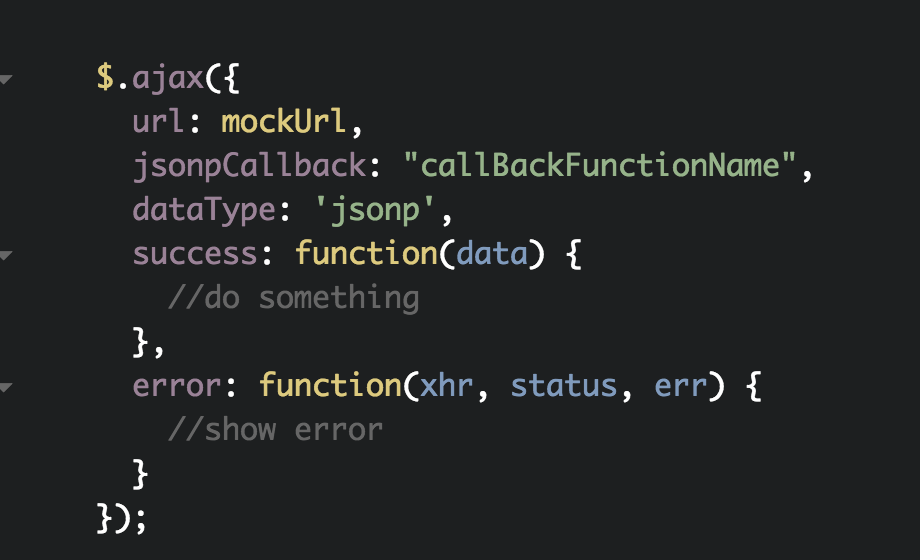 $.ajax({
url: mockUrl,
jsonpCallback: "callBackFunctionName",
dataType: 'jsonp',
success: function(data) {
//do something
},
error: function(xhr, status, err) {
//show error
}
});